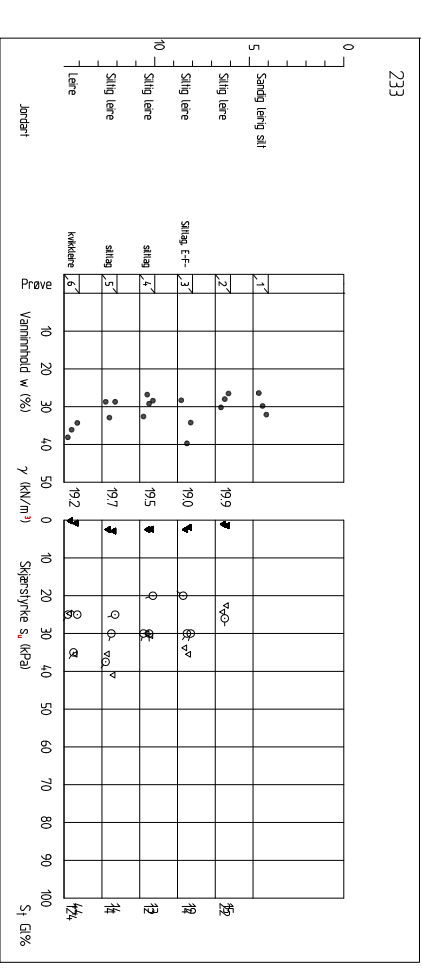 233
0
5
10
Sandig leirig silt
Siltig leire
Siltig leire
Siltig leire
Siltig leire
Leire
Jordart
Siltlag, E-F-
siltlag
siltlag
kvikkleire
1
2
3
4
5
6
Prøve
10 20 30 40 50
Vanninnhold w (%)
19.9
19.0
19.5
19.7
19.2
γ (kN/m³)
0 10 20 30 40 50 60 70 80 90 100
Skjærstyrke su (kPa)
St Gl.%